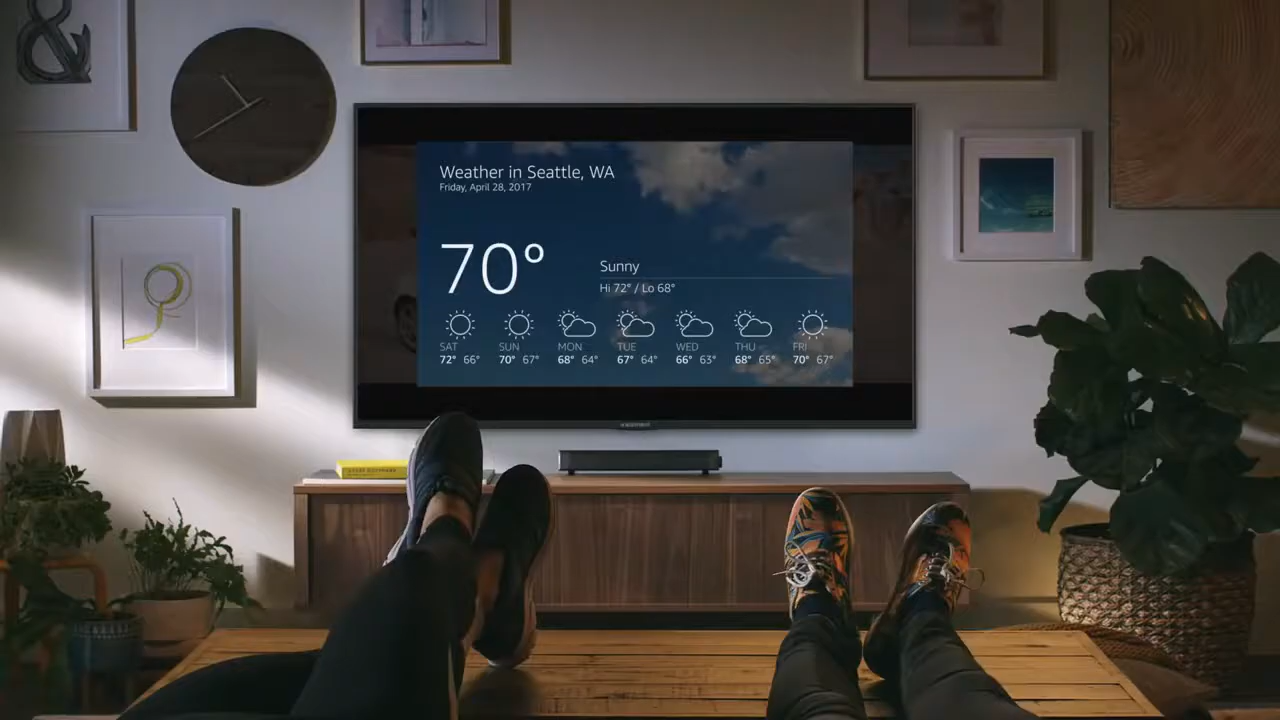 &
Weather in Seattle, WA
Friday, April 28, 2017
70°
Sunny
Hi 72° / Lo 68°
SAT SUN MON TUE WED THU FRI
72° 66° 70° 67° 68° 64° 67° 64° 66° 63° 68° 65° 70° 67°